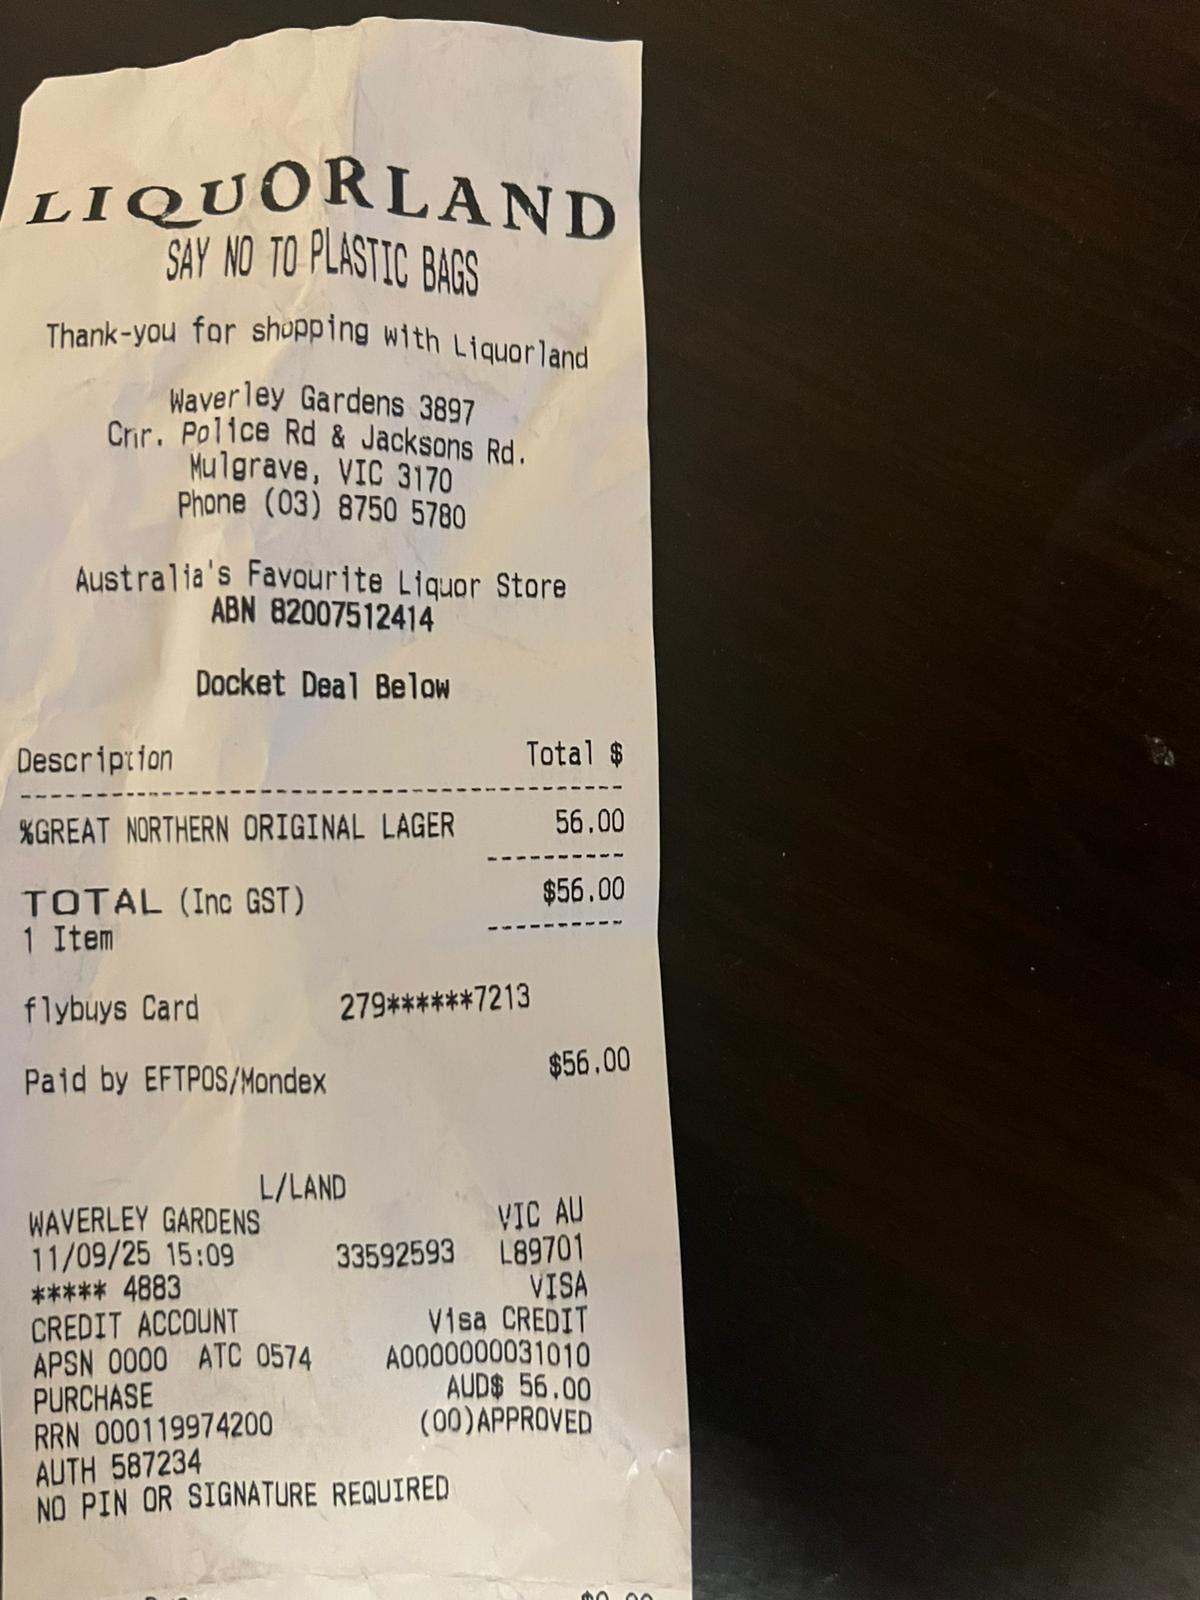 LIQUORLAND
SAY NO TO PLASTIC BAGS
Thank-you for shopping with Liquorland
Waverley Gardens 3897
Cnr. Police Rd & Jacksons Rd.
Mulgrave, VIC 3170
Phone (03) 8750 5780
Australia's Favourite Liquor Store
ABN 82007512414
Docket Deal Below
Description Total $
%GREAT NORTHERN ORIGINAL LAGER 56.00
TOTAL (Inc GST) $56.00
1 Item
flybuys Card 279******7213
Paid by EFTPOS/Mondex $56.00
L/LAND
WAVERLEY GARDENS VIC AU
11/09/25 15:09 33592593 L89701
***** 4883 VISA
CREDIT ACCOUNT Visa CREDIT
APSN 0000 ATC 0574 A0000000031010
PURCHASE AUD$ 56.00
RRN 000119974200 (00)APPROVED
AUTH 587234
NO PIN OR SIGNATURE REQUIRED